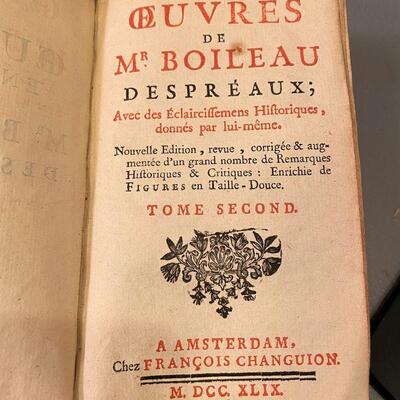 ŒUVRES
DE
Mʀ. BOILEAU
DESPRÉAUX;
Avec des Éclairciſſemens Hiſtoriques,
donnés par lui-même.
Nouvelle Edition, revue, corrigée & aug-
mentée d'un grand nombre de Remarques
Hiſtoriques & Critiques: Enrichie de
FIGURES en Taille-Douce.
TOME SECOND.
A AMSTERDAM,
Chez FRANÇOIS CHANGUION.
M. DCC. XLIX.